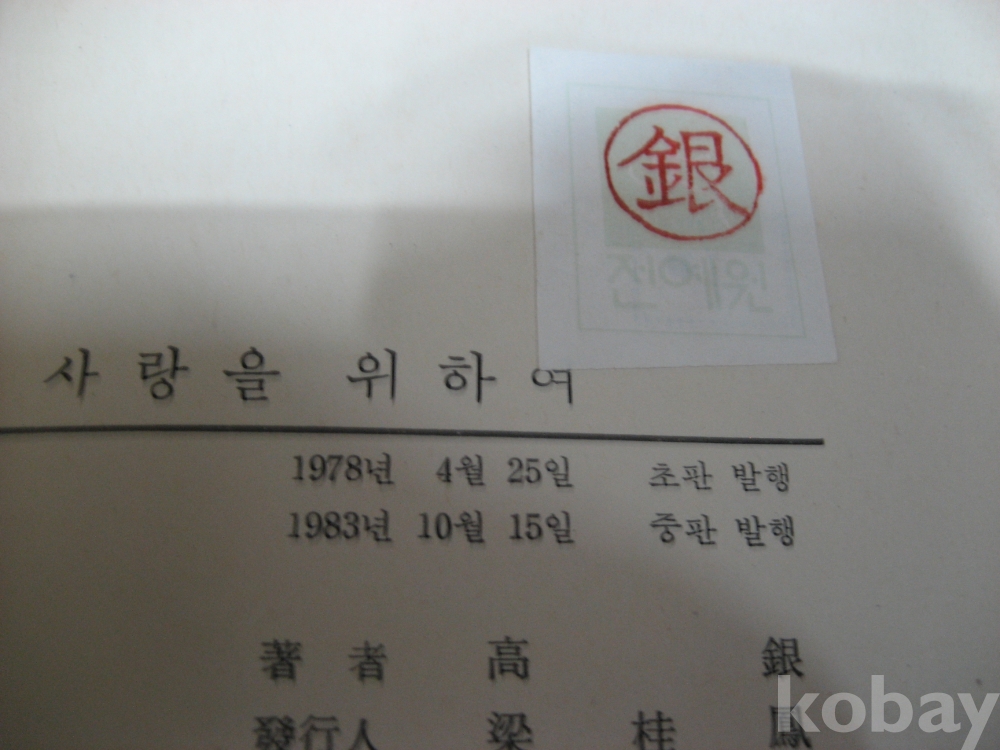 銀
전예원
사랑을 위하여
1978년 4월 25일 초판 발행
1983년 10월 15일 중판 발행
著者 高 銀
發行人 梁 桂 鳳
kobay